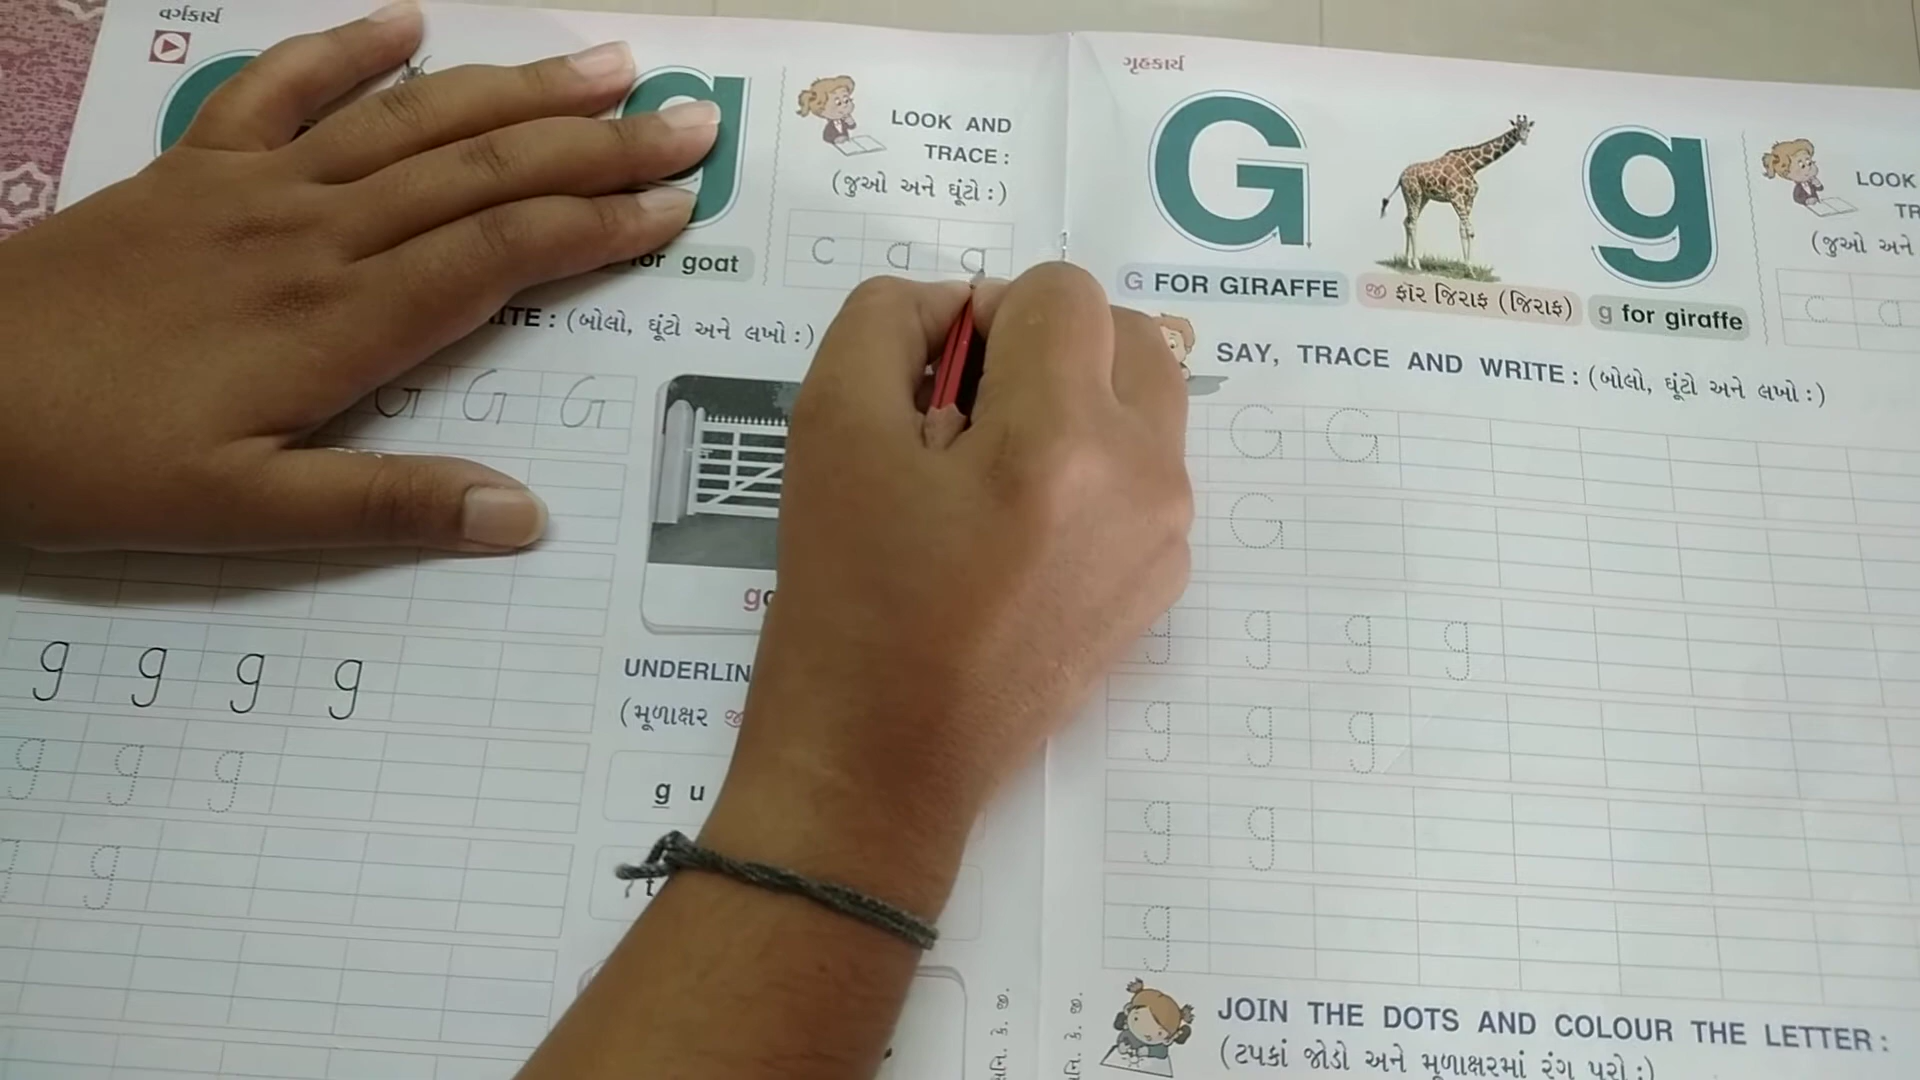 વર્ગકાર્ય
g
goat
LOOK AND
TRACE :
(જુઓ અને ઘૂંટો :)
c a g
(બોલો, ઘૂંટો અને લખો :)
G G G
g g g g
g g g
g
UNDERLIN
(મૂળાક્ષર જી
g u
t
ગૃહકાર્ય
G g
G FOR GIRAFFE
જી ફૉર જિરાફ (જિરાફ)
g for giraffe
LOOK
(જુઓ અને
c a
SAY, TRACE AND WRITE : (બોલો, ઘૂંટો અને લખો :)
G G
G
g g g g
g g g
g g
g
JOIN THE DOTS AND COLOUR THE LETTER :
(ટપકાં જોડો અને મૂળાક્ષરમાં રંગ પૂરો :)